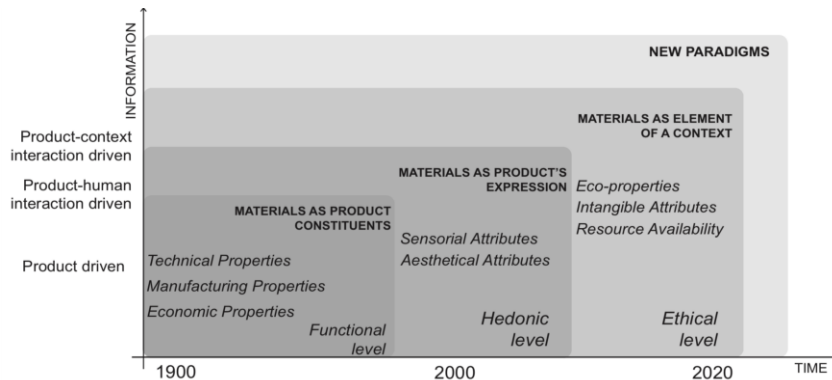 INFORMATION
NEW PARADIGMS
MATERIALS AS ELEMENT
OF A CONTEXT
Product-context
interaction driven
MATERIALS AS PRODUCT'S
EXPRESSION
Product-human
interaction driven
Eco-properties
Intangible Attributes
Resource Availability
MATERIALS AS PRODUCT
CONSTITUENTS
Sensorial Attributes
Aesthetical Attributes
Product driven
Technical Properties
Manufacturing Properties
Economic Properties
Functional
level
Hedonic
level
Ethical
level
1900
2000
2020
TIME